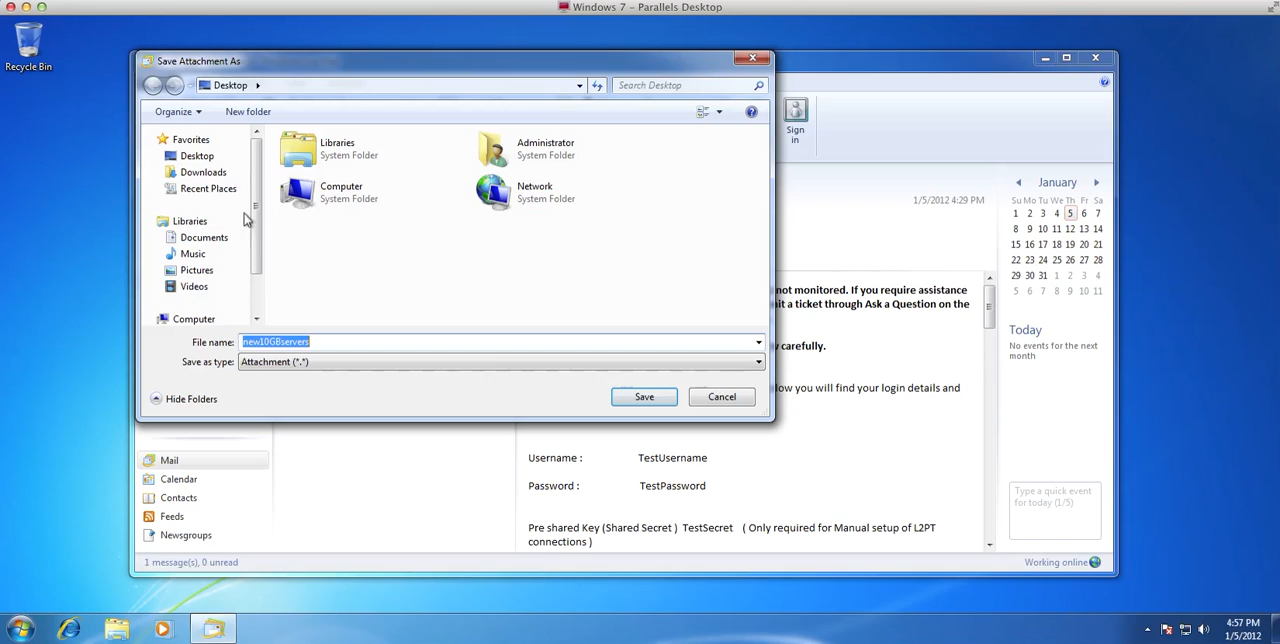 Windows 7 – Parallels Desktop
Recycle Bin
Save Attachment As
Desktop
Search Desktop
Organize
New folder
Favorites
Desktop
Downloads
Recent Places
Libraries
Documents
Music
Pictures
Videos
Computer
Libraries
System Folder
Administrator
System Folder
Computer
System Folder
Network
System Folder
File name:
new10GBservers
Save as type:
Attachment (*.*)
Hide Folders
Save
Cancel
Sign
in
1/5/2012 4:29 PM
not monitored. If you require assistance
it a ticket through Ask a Question on the
y carefully.
low you will find your login details and
Username : TestUsername
Password : TestPassword
Pre shared Key (Shared Secret ) TestSecret ( Only required for Manual setup of L2PT
connections )
January
Su Mo Tu We Th Fr Sa
1 2 3 4 5 6 7
8 9 10 11 12 13 14
15 16 17 18 19 20 21
22 23 24 25 26 27 28
29 30 31 1 2 3 4
5 6 7 8 9 10 11
Today
No events for the next
month
Type a quick event
for today (1/5)
Mail
Calendar
Contacts
Feeds
Newsgroups
1 message(s), 0 unread
Working online
4:57 PM
1/5/2012